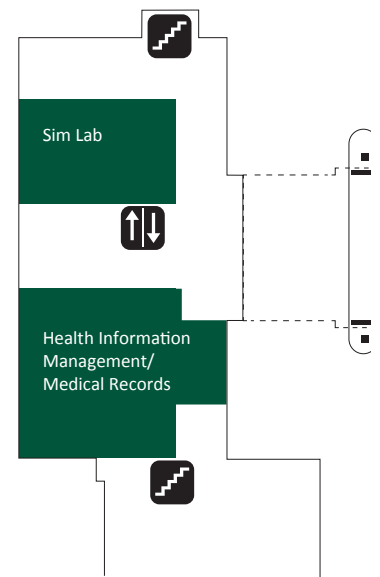 Sim Lab
Health Information
Management/
Medical Records